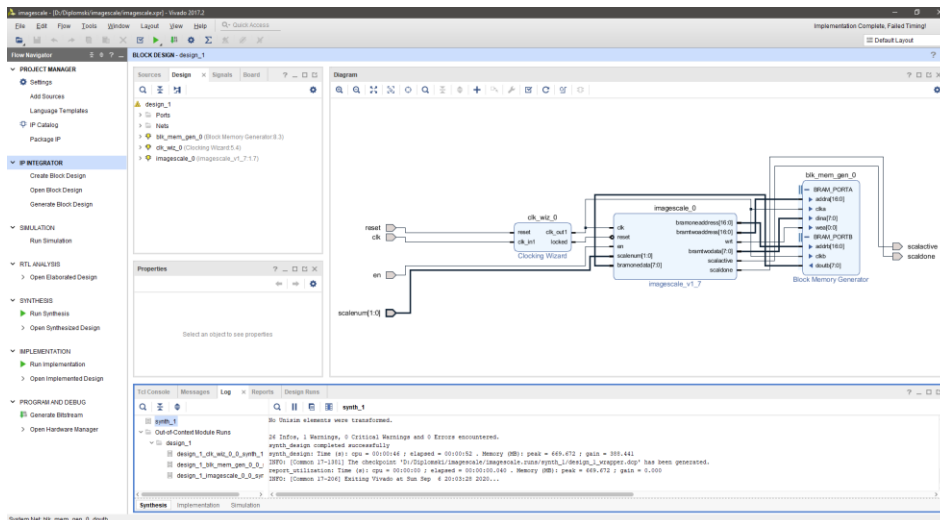 imagescale - [D:/Diplomski/imagescale/imagescale.xpr] - Vivado 2017.2
File Edit Flow Tools Window Layout View Help Quick Access
Implementation Complete, Failed Timing!
Default Layout
Flow Navigator
PROJECT MANAGER
Settings
Add Sources
Language Templates
IP Catalog
Package IP
IP INTEGRATOR
Create Block Design
Open Block Design
Generate Block Design
SIMULATION
Run Simulation
RTL ANALYSIS
Open Elaborated Design
SYNTHESIS
Run Synthesis
Open Synthesized Design
IMPLEMENTATION
Run Implementation
Open Implemented Design
PROGRAM AND DEBUG
Generate Bitstream
Open Hardware Manager
BLOCK DESIGN - design_1
Sources Design Signals Board
design_1
Ports
Nets
blk_mem_gen_0 (Block Memory Generator:8.3)
clk_wiz_0 (Clocking Wizard:5.4)
imagescale_0 (imagescale_v1_7:1.7)
Properties
Select an object to see properties
Diagram
reset
clk
en
scalenum[1:0]
clk_wiz_0
reset clk_out1
clk_in1 locked
Clocking Wizard
imagescale_0
clk
reset
en
scalenum[1:0]
bramonedata[7:0]
bramoneaddress[16:0]
bramtwoaddress[16:0]
wrt
bramtwodata[7:0]
scalactive
scaldone
imagescale_v1_7
blk_mem_gen_0
BRAM_PORTA
addra[16:0]
clka
dina[7:0]
wea[0:0]
BRAM_PORTB
addrb[16:0]
clkb
doutb[7:0]
Block Memory Generator
scalactive
scaldone
Tcl Console Messages Log Reports Design Runs
synth_1
Out-of-Context Module Runs
design_1
design_1_clk_wiz_0_0_synth_1
design_1_blk_mem_gen_0_0_
design_1_imagescale_0_0_syr
synth_1
No Unisim elements were transformed.
26 Infos, 1 Warnings, 0 Critical Warnings and 0 Errors encountered.
synth_design completed successfully
synth_design: Time (s): cpu = 00:00:46 ; elapsed = 00:00:52 . Memory (MB): peak = 669.672 ; gain = 389.441
INFO: [Common 17-1381] The checkpoint 'D:/Diplomski/imagescale/imagescale.runs/synth_1/design_1_wrapper.dcp' has been generated.
report_utilization: Time (s): cpu = 00:00:00 ; elapsed = 00:00:00.040 . Memory (MB): peak = 669.672 ; gain = 0.000
INFO: [Common 17-206] Exiting Vivado at Sun Sep 6 20:03:28 2020...
Synthesis Implementation Simulation
System Net: blk_mem_gen_0_doutb